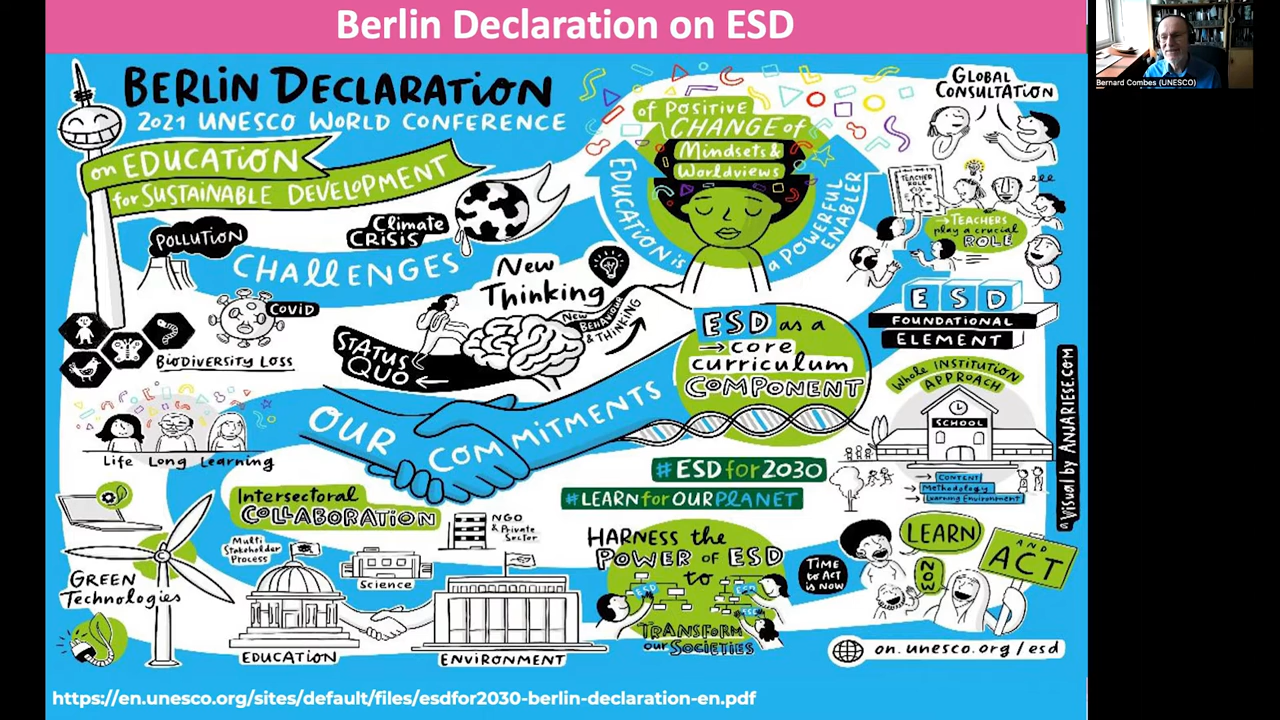 Berlin Declaration on ESD
Bernard Combes (UNESCO)
BERLIN DECLARATION
2021 UNESCO WORLD CONFERENCE
on EDUCATION
for SUSTAINABLE DEVELOPMENT
of POSITIVE
CHANGE of
Mindsets &
Worldviews
EDUCATION is
a POWERFUL
ENABLER
GLOBAL
CONSULTATION
TEACHER
ROLE
→TEACHERS
play a crucial
ROLE
POLLUTION
Climate
CRISIS
CHALLENGES
COVID
BIODIVERSITY LOSS
New
Thinking
New
BEHAVIOUR
& THINKING
STATUS
QUO
ESD as a
→ core
curriculum
COMPONENT
ESD
FOUNDATIONAL
ELEMENT
Whole INSTITUTION
APPROACH
SCHOOL
→ CONTENT
→ Methodology
→ Learning Environment
Life Long Learning
OUR
COMMITMENTS
#ESDfor2030
#LEARNforOURPLANET
Intersectoral
COLLABORATION
Multi
Stakeholder
Process
Science
NGO
& Private
Sector
EDUCATION
ENVIRONMENT
GREEN
Technologies
HARNESS the
POWER of ESD
to
ESD
ESD
TRANSFORM
our SOCIETIES
TIME
to ACT
is NOW
LEARN
AND
ACT
on.unesco.org/esd
a Visual by ANJARIESE.COM
https://en.unesco.org/sites/default/files/esdfor2030-berlin-declaration-en.pdf